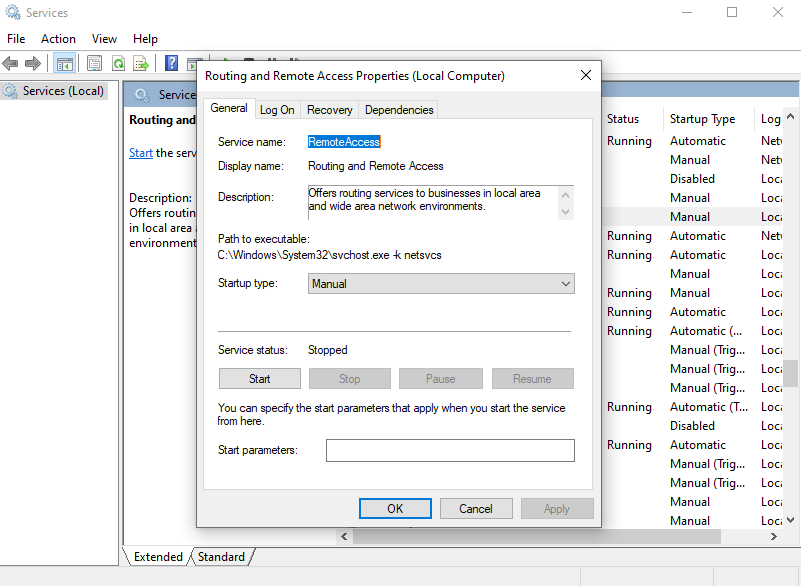 Services
File Action View Help
Services (Local)
Service
Routing and
Start the serv
Description:
Offers routin
in local area
environment
Routing and Remote Access Properties (Local Computer)
General Log On Recovery Dependencies
Service name: RemoteAccess
Display name: Routing and Remote Access
Description: Offers routing services to businesses in local area
and wide area network environments.
Path to executable:
C:\Windows\System32\svchost.exe -k netsvcs
Startup type: Manual
Service status: Stopped
Start Stop Pause Resume
You can specify the start parameters that apply when you start the service
from here.
Start parameters:
OK Cancel Apply
Status Startup Type Log
Running Automatic Netv
Manual Netv
Disabled Loca
Manual Loca
Manual Loca
Running Automatic Netv
Running Automatic Loca
Manual Loca
Running Manual Loca
Running Automatic Loca
Running Automatic (... Loca
Manual (Trig... Loca
Manual (Trig... Loca
Manual (Trig... Loca
Running Automatic (T... Loca
Disabled Loca
Running Automatic Loca
Manual (Trig... Loca
Manual (Trig... Loca
Manual Loca
Manual Loca
Extended Standard